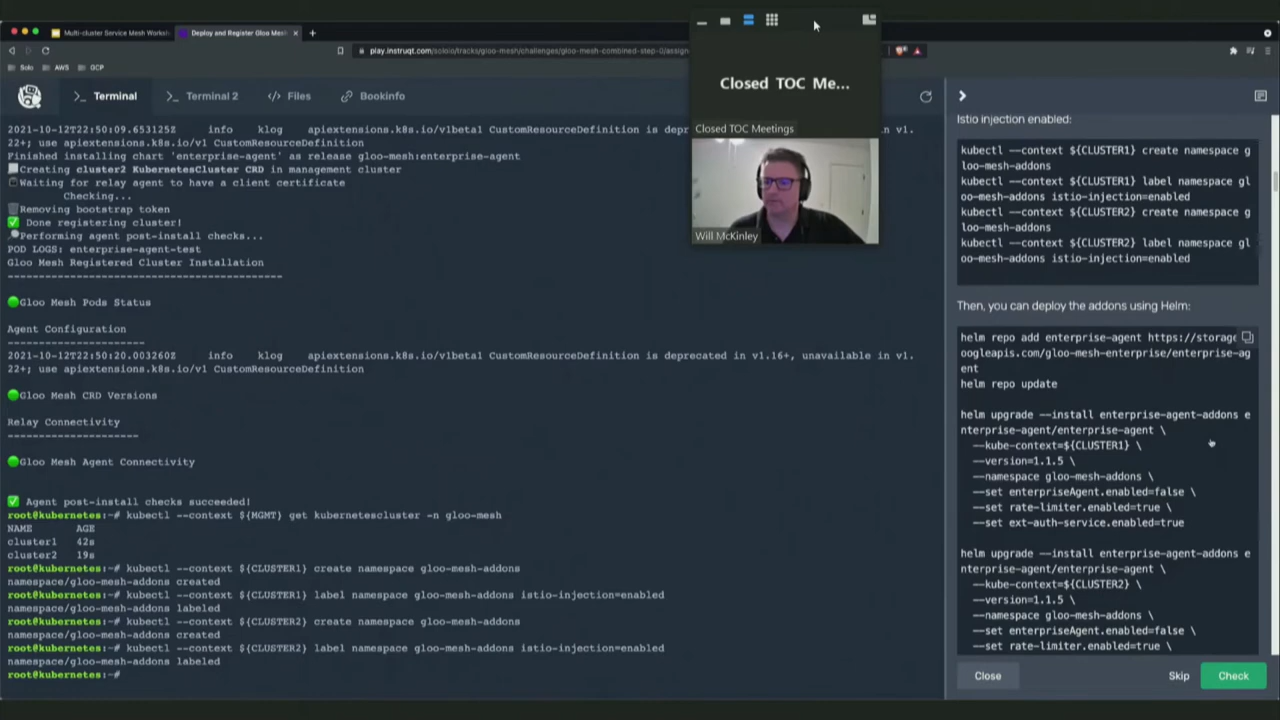 Closed TOC Me...
Closed TOC Meetings
Will McKinley
Multi-cluster Service Mesh Worksh
Deploy and Register Gloo Mesh
play.instruqt.com/soloio/tracks/gloo-mesh/challenges/gloo-mesh-combined-step-0/assig
Solo
AWS
GCP
Terminal
Terminal 2
Files
Bookinfo
2021-10-12T22:50:09.653125Z info klog apiextensions.k8s.io/v1beta1 CustomResourceDefinition is dep
r v1.
22+; use apiextensions.k8s.io/v1 CustomResourceDefinition
Finished installing chart 'enterprise-agent' as release gloo-mesh:enterprise-agent
Creating cluster2 KubernetesCluster CRD in management cluster
Waiting for relay agent to have a client certificate
Checking...
Removing bootstrap token
Done registering cluster!
Performing agent post-install checks...
POD LOGS: enterprise-agent-test
Gloo Mesh Registered Cluster Installation
------------------------------------------
Gloo Mesh Pods Status
Agent Configuration
---------------------
2021-10-12T22:50:20.003260Z info klog apiextensions.k8s.io/v1beta1 CustomResourceDefinition is deprecated in v1.16+, unavailable in v1.
22+; use apiextensions.k8s.io/v1 CustomResourceDefinition
Gloo Mesh CRD Versions
Relay Connectivity
--------------------
Gloo Mesh Agent Connectivity
Agent post-install checks succeeded!
root@kubernetes:~# kubectl --context ${MGMT} get kubernetescluster -n gloo-mesh
NAME AGE
cluster1 42s
cluster2 19s
root@kubernetes:~# kubectl --context ${CLUSTER1} create namespace gloo-mesh-addons
namespace/gloo-mesh-addons created
root@kubernetes:~# kubectl --context ${CLUSTER1} label namespace gloo-mesh-addons istio-injection=enabled
namespace/gloo-mesh-addons labeled
root@kubernetes:~# kubectl --context ${CLUSTER2} create namespace gloo-mesh-addons
namespace/gloo-mesh-addons created
root@kubernetes:~# kubectl --context ${CLUSTER2} label namespace gloo-mesh-addons istio-injection=enabled
namespace/gloo-mesh-addons labeled
root@kubernetes:~#
Istio injection enabled:
kubectl --context ${CLUSTER1} create namespace g
loo-mesh-addons
kubectl --context ${CLUSTER1} label namespace gl
oo-mesh-addons istio-injection=enabled
kubectl --context ${CLUSTER2} create namespace g
loo-mesh-addons
kubectl --context ${CLUSTER2} label namespace gl
oo-mesh-addons istio-injection=enabled
Then, you can deploy the addons using Helm:
helm repo add enterprise-agent https://storage
oogleapis.com/gloo-mesh-enterprise/enterprise-ag
ent
helm repo update
helm upgrade --install enterprise-agent-addons e
nterprise-agent/enterprise-agent \
--kube-context=${CLUSTER1} \
--version=1.1.5 \
--namespace gloo-mesh-addons \
--set enterpriseAgent.enabled=false \
--set rate-limiter.enabled=true \
--set ext-auth-service.enabled=true
helm upgrade --install enterprise-agent-addons e
nterprise-agent/enterprise-agent \
--kube-context=${CLUSTER2} \
--version=1.1.5 \
--namespace gloo-mesh-addons \
--set enterpriseAgent.enabled=false \
--set rate-limiter.enabled=true \
Close
Skip
Check